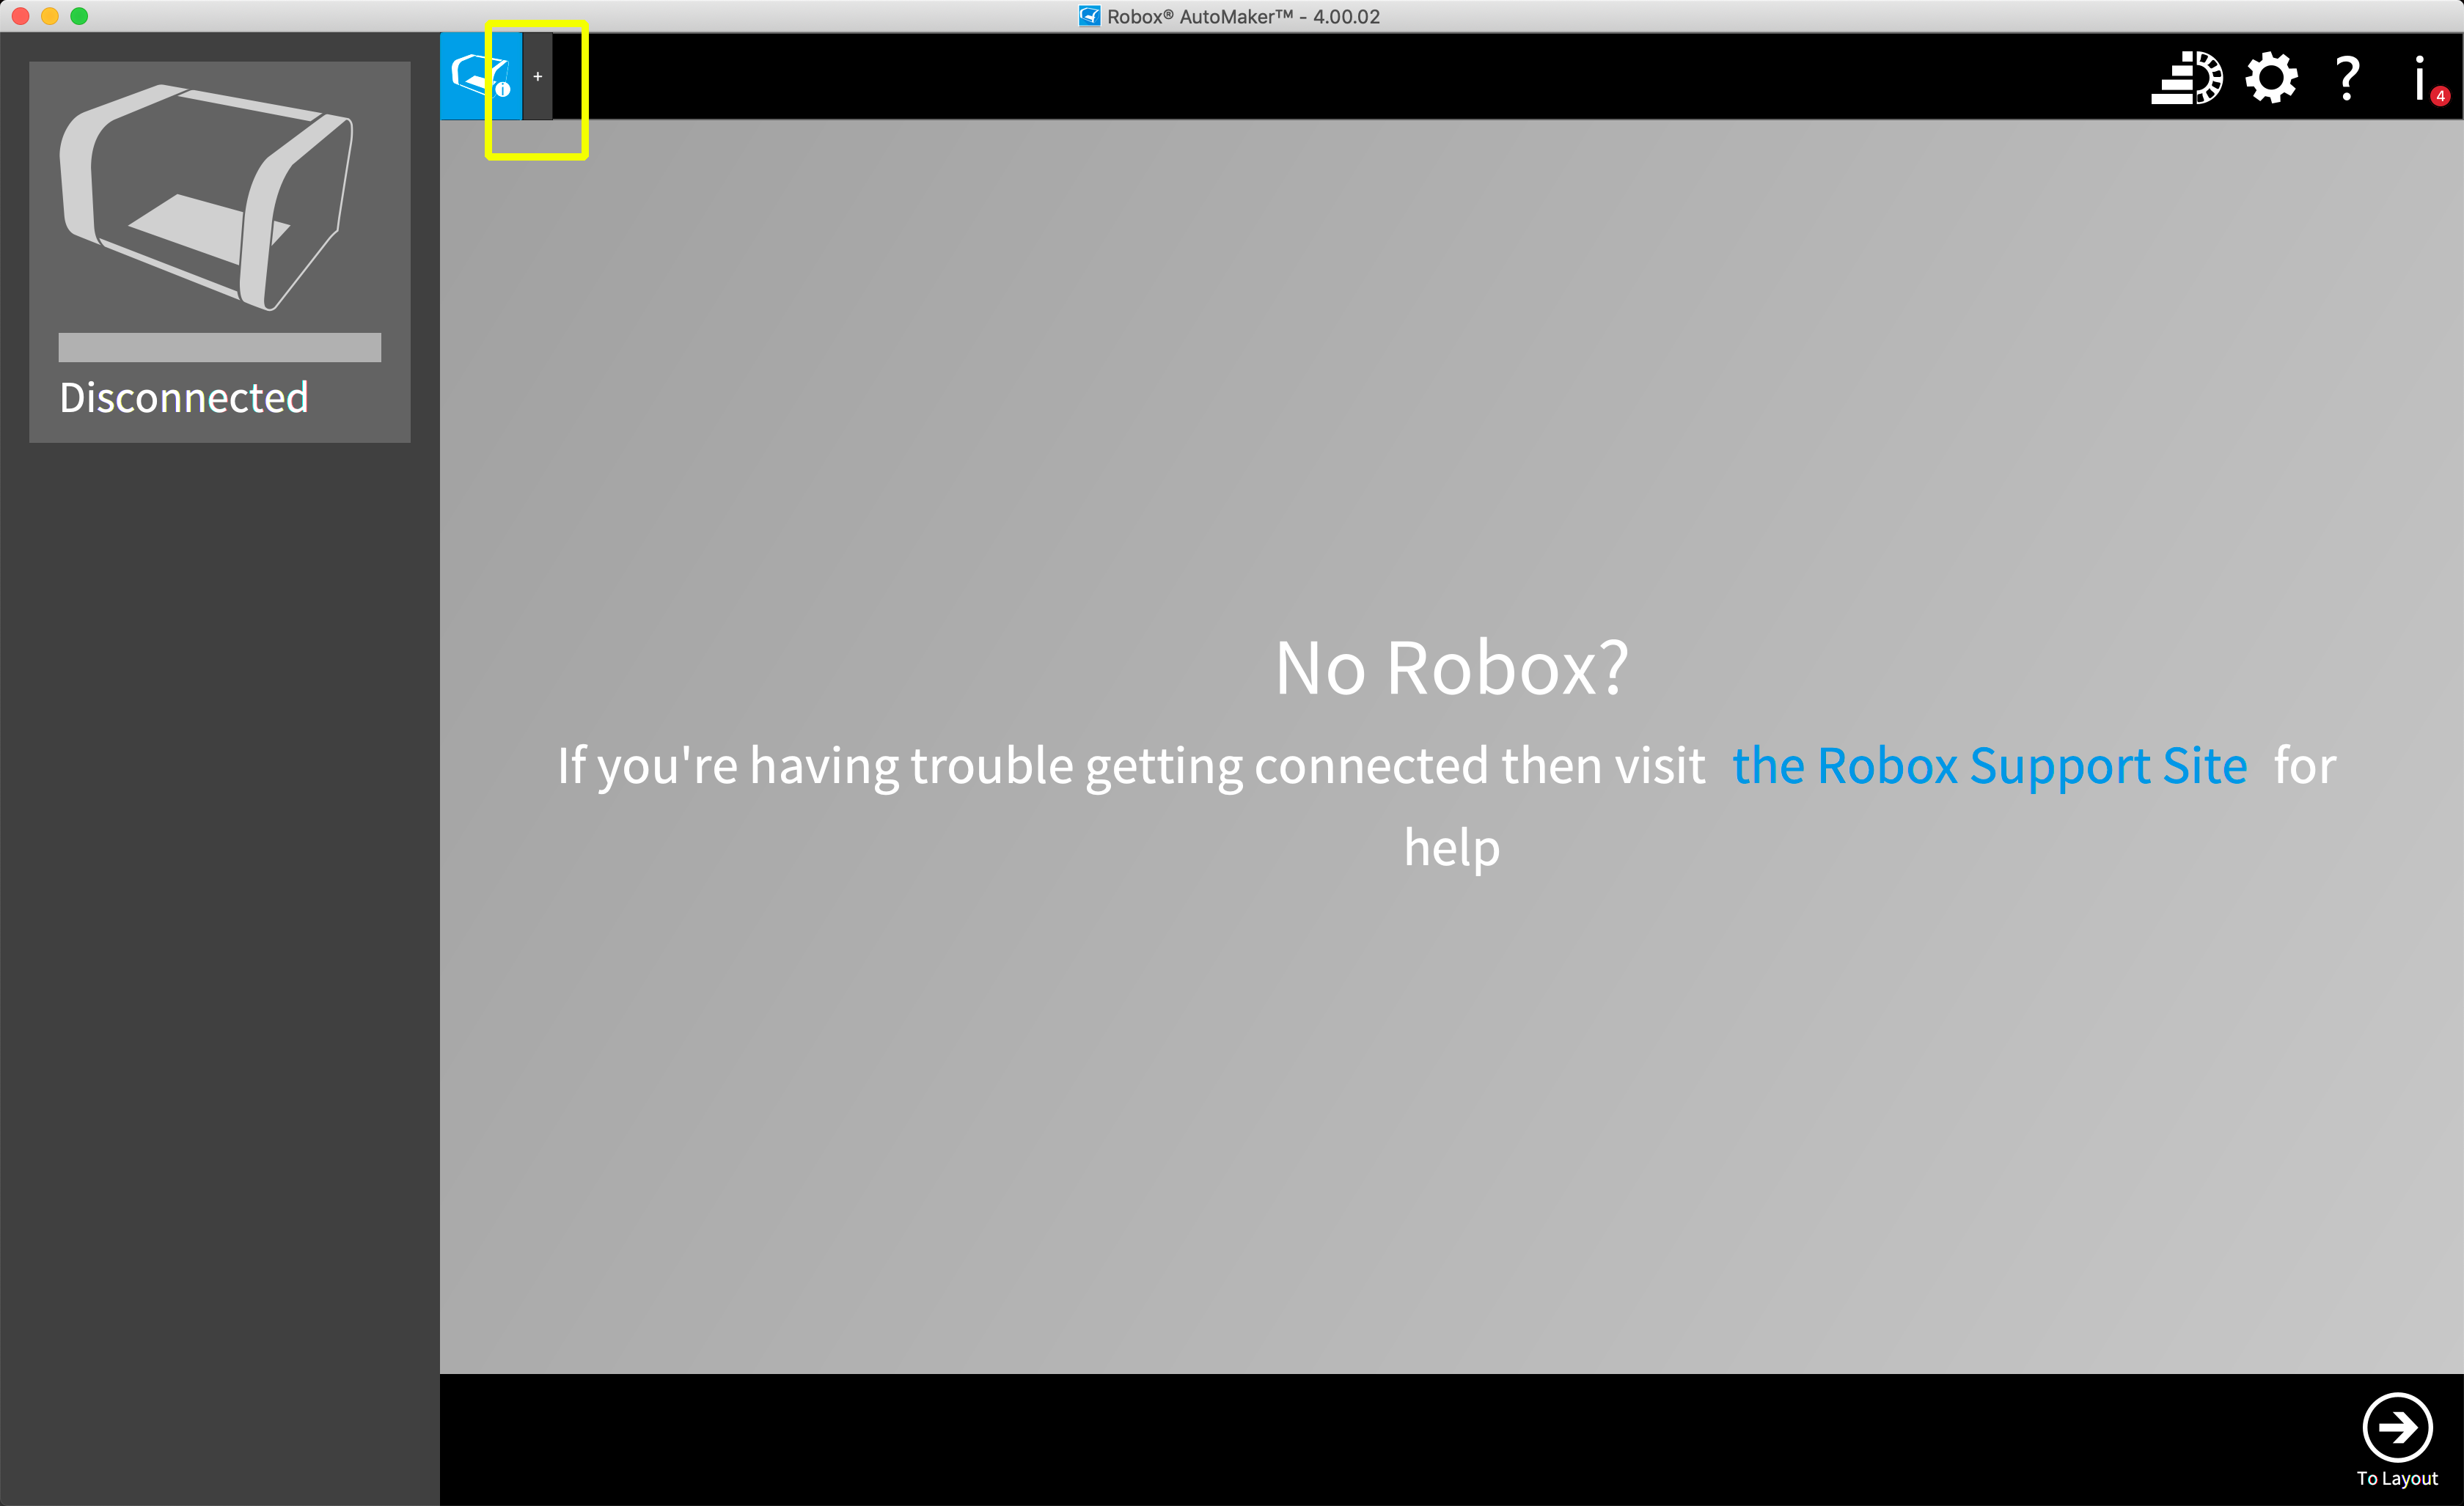 Robox® AutoMaker™ - 4.00.02
i
+
?
i
4
Disconnected
No Robox?
If you're having trouble getting connected then visit the Robox Support Site for
help
To Layout